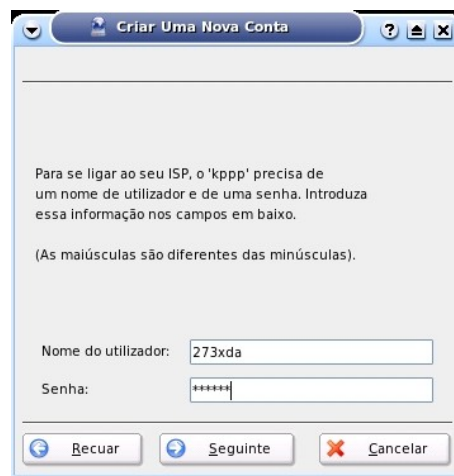 Criar Uma Nova Conta
Para se ligar ao seu ISP, o 'kppp' precisa de
um nome de utilizador e de uma senha. Introduza
essa informação nos campos em baixo.
(As maiúsculas são diferentes das minúsculas).
Nome do utilizador: 273xda
Senha: ******
Recuar Seguinte Cancelar